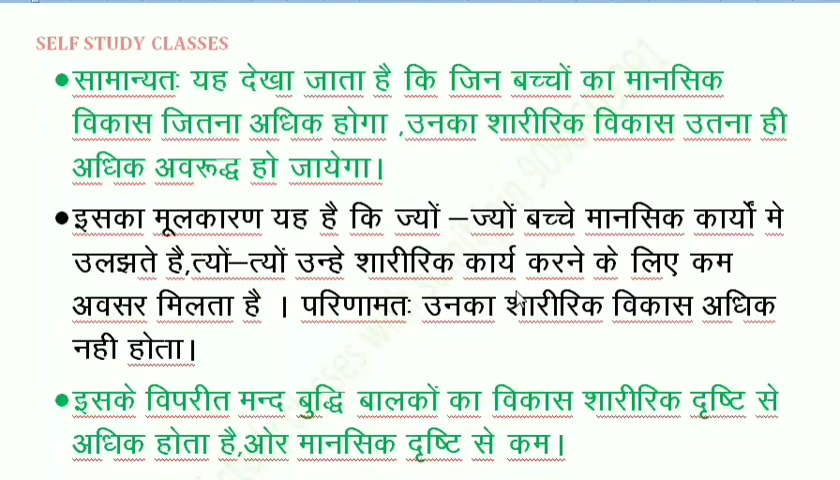 SELF STUDY CLASSES
•सामान्यतः यह देखा जाता है कि जिन बच्चों का मानसिक
विकास जितना अधिक होगा ,उनका शारीरिक विकास उतना ही
अधिक अवरूद्ध हो जायेगा।
•इसका मूलकारण यह है कि ज्यों –ज्यों बच्चे मानसिक कार्यों मे
उलझते है,त्यों–त्यों उन्हे शारीरिक कार्य करने के लिए कम
अवसर मिलता है । परिणामतः उनका शारीरिक विकास अधिक
नही होता।
•इसके विपरीत मन्द बुद्धि बालकों का विकास शारीरिक दृष्टि से
अधिक होता है,ओर मानसिक दृष्टि से कम।